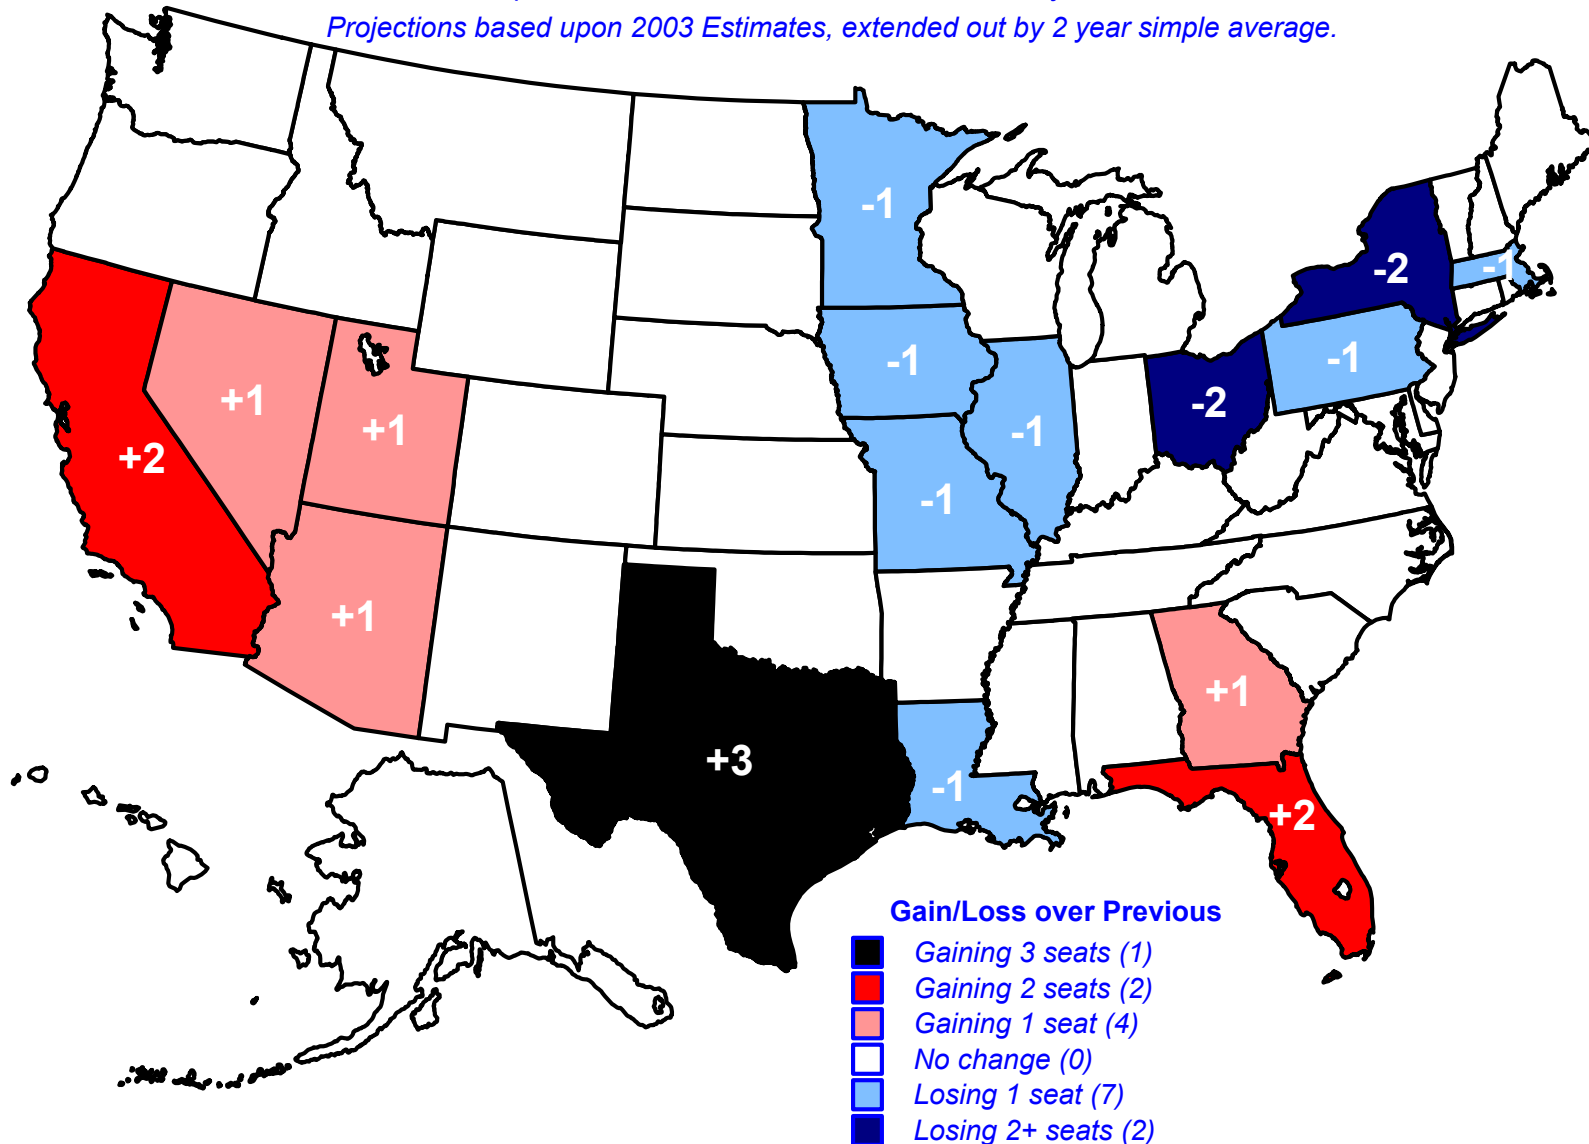 Projections based upon 2003 Estimates, extended out by 2 year simple average.
-1
-2
-1
-1
-1
-2
+1
+1
-1
+2
-1
+1
+1
+3
-1
+2
Gain/Loss over Previous
Gaining 3 seats (1)
Gaining 2 seats (2)
Gaining 1 seat (4)
No change (0)
Losing 1 seat (7)
Losing 2+ seats (2)